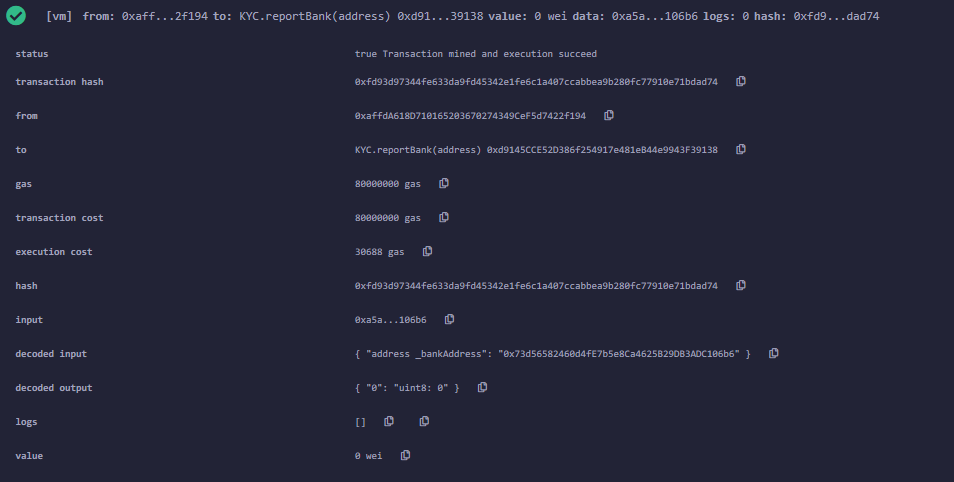 [vm] from: 0xaff...2f194 to: KYC.reportBank(address) 0xd91...39138 value: 0 wei data: 0xa5a...106b6 logs: 0 hash: 0xfd9...dad74
status true Transaction mined and execution succeed
transaction hash 0xfd93d97344fe633da9fd45342e1fe6c1a407ccabbea9b280fc77910e71bdad74
from 0xaffdA618D710165203670274349CeF5d7422f194
to KYC.reportBank(address) 0xd9145CCE52D386f254917e481eB44e9943F39138
gas 80000000 gas
transaction cost 80000000 gas
execution cost 30688 gas
hash 0xfd93d97344fe633da9fd45342e1fe6c1a407ccabbea9b280fc77910e71bdad74
input 0xa5a...106b6
decoded input { "address _bankAddress": "0x73d56582460d4fE7b5e8Ca4625B29DB3ADC106b6" }
decoded output { "0": "uint8: 0" }
logs []
value 0 wei